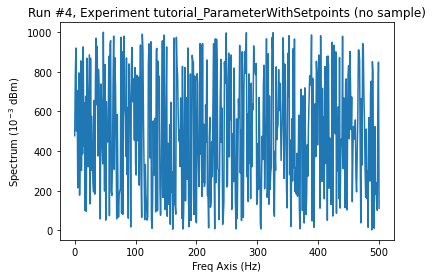 Run #4, Experiment tutorial_ParameterWithSetpoints (no sample)
1000
800
600
400
200
0
Spectrum (10⁻³ dBm)
0 100 200 300 400 500
Freq Axis (Hz)